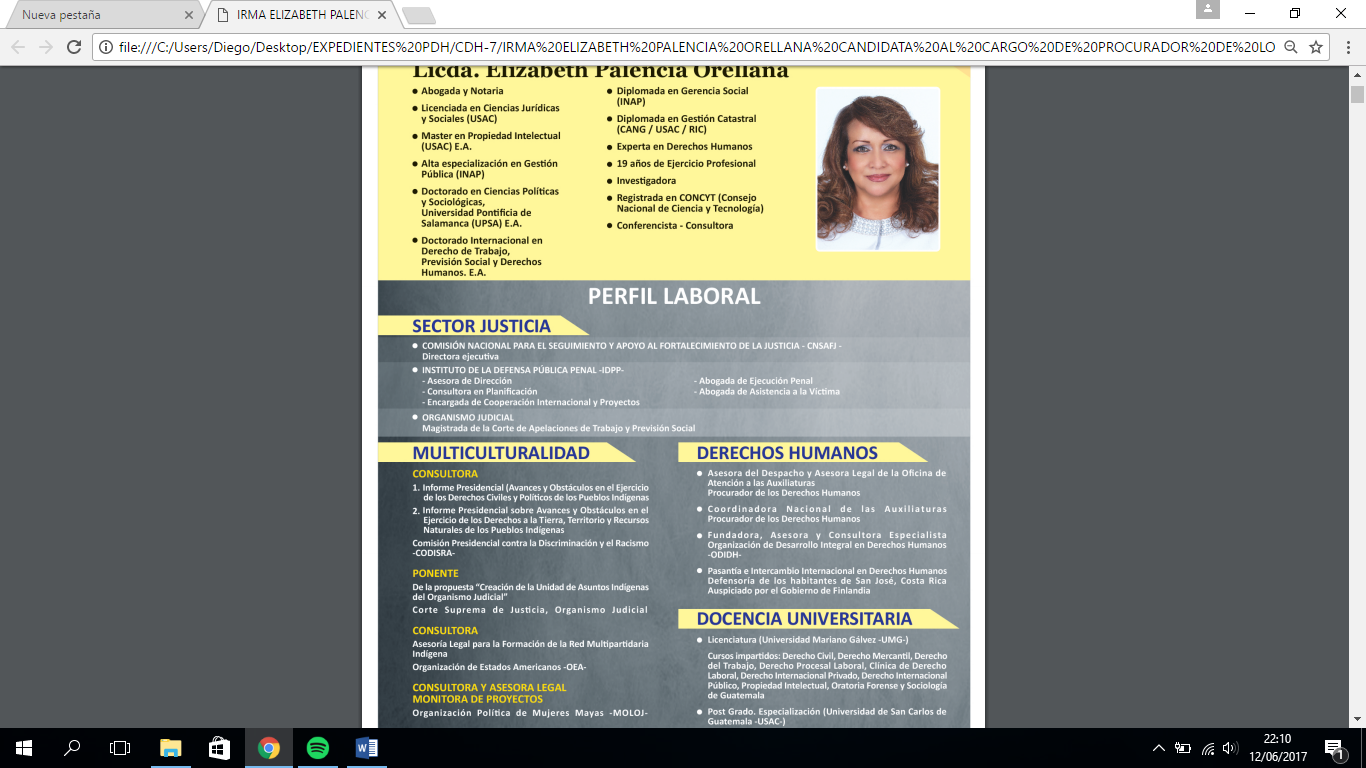 Nueva pestaña
IRMA ELIZABETH PALENC
file:///C:/Users/Diego/Desktop/EXPEDIENTES%20PDH/CDH-7/IRMA%20ELIZABETH%20PALENCIA%20ORELLANA%20CANDIDATA%20AL%20CARGO%20DE%20PROCURADOR%20DE%20LO
Licda. Elizabeth Palencia Orellana
● Abogada y Notaria
● Licenciada en Ciencias Jurídicas
y Sociales (USAC)
● Master en Propiedad Intelectual
(USAC) E.A.
● Alta especialización en Gestión
Pública (INAP)
● Doctorado en Ciencias Políticas
y Sociológicas,
Universidad Pontificia de
Salamanca (UPSA) E.A.
● Doctorado Internacional en
Derecho de Trabajo,
Previsión Social y Derechos
Humanos. E.A.
● Diplomada en Gerencia Social
(INAP)
● Diplomada en Gestión Catastral
(CANG / USAC / RIC)
● Experta en Derechos Humanos
● 19 años de Ejercicio Profesional
● Investigadora
● Registrada en CONCYT (Consejo
Nacional de Ciencia y Tecnología)
● Conferencista - Consultora
PERFIL LABORAL
SECTOR JUSTICIA
● COMISIÓN NACIONAL PARA EL SEGUIMIENTO Y APOYO AL FORTALECIMIENTO DE LA JUSTICIA - CNSAFJ -
Directora ejecutiva
● INSTITUTO DE LA DEFENSA PÚBLICA PENAL -IDPP-
- Asesora de Dirección
- Consultora en Planificación
- Encargada de Cooperación Internacional y Proyectos
- Abogada de Ejecución Penal
- Abogada de Asistencia a la Víctima
● ORGANISMO JUDICIAL
Magistrada de la Corte de Apelaciones de Trabajo y Previsión Social
MULTICULTURALIDAD
CONSULTORA
1. Informe Presidencial (Avances y Obstáculos en el Ejercicio
de los Derechos Civiles y Políticos de los Pueblos Indígenas
2. Informe Presidencial sobre Avances y Obstáculos en el
Ejercicio de los Derechos a la Tierra, Territorio y Recursos
Naturales de los Pueblos Indígenas
Comisión Presidencial contra la Discriminación y el Racismo
-CODISRA-
PONENTE
De la propuesta “Creación de la Unidad de Asuntos Indígenas
del Organismo Judicial”
Corte Suprema de Justicia, Organismo Judicial
CONSULTORA
Asesoría Legal para la Formación de la Red Multipartidaria
Indígena
Organización de Estados Americanos -OEA-
CONSULTORA Y ASESORA LEGAL
MONITORA DE PROYECTOS
Organización Política de Mujeres Mayas -MOLOJ-
DERECHOS HUMANOS
● Asesora del Despacho y Asesora Legal de la Oficina de
Atención a las Auxiliaturas
Procurador de los Derechos Humanos
● Coordinadora Nacional de las Auxiliaturas
Procurador de los Derechos Humanos
● Fundadora, Asesora y Consultora Especialista
Organización de Desarrollo Integral en Derechos Humanos
-ODIDH-
● Pasantía e Intercambio Internacional en Derechos Humanos
Defensoría de los habitantes de San José, Costa Rica
Auspiciado por el Gobierno de Finlandia
DOCENCIA UNIVERSITARIA
● Licenciatura (Universidad Mariano Gálvez -UMG-)
Cursos impartidos: Derecho Civil, Derecho Mercantil, Derecho
del Trabajo, Derecho Procesal Laboral, Clínica de Derecho
Laboral, Derecho Internacional Privado, Derecho Internacional
Público, Propiedad Intelectual, Oratoria Forense y Sociología
de Guatemala
● Post Grado. Especialización (Universidad de San Carlos de
Guatemala -USAC-)
22:10
12/06/2017
1